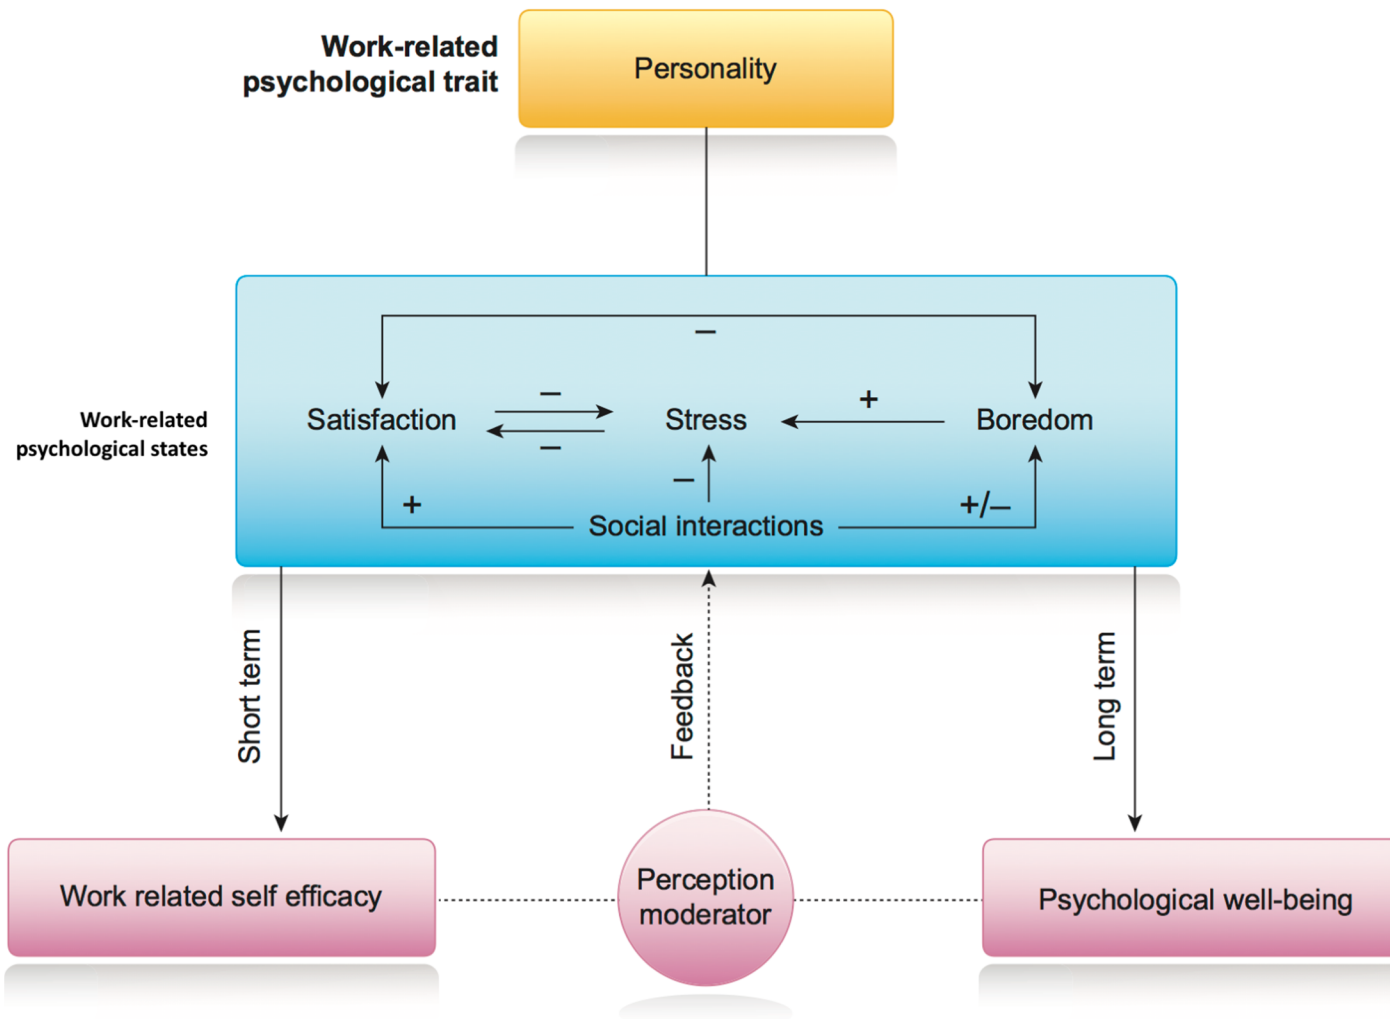 Work-related
psychological trait
Personality
–
Work-related
psychological states
Satisfaction
–
–
Stress
+
Boredom
+
–
+/–
Social interactions
Short term
Feedback
Long term
Work related self efficacy
Perception
moderator
Psychological well-being